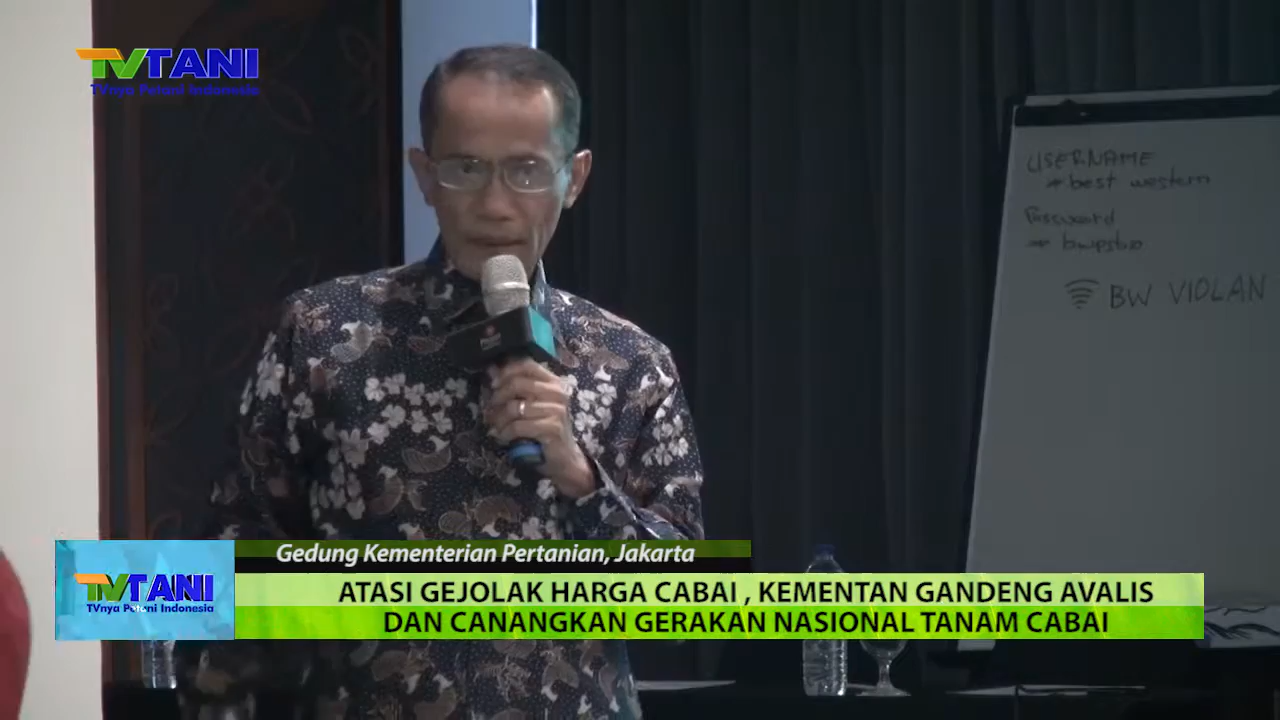 TVTANI
TVnya Petani Indonesia
USERNAME
best western
Password
BW VIOLAN
Gedung Kementerian Pertanian, Jakarta
TVTANI
TVnya Petani Indonesia
ATASI GEJOLAK HARGA CABAI , KEMENTAN GANDENG AVALIS
DAN CANANGKAN GERAKAN NASIONAL TANAM CABAI